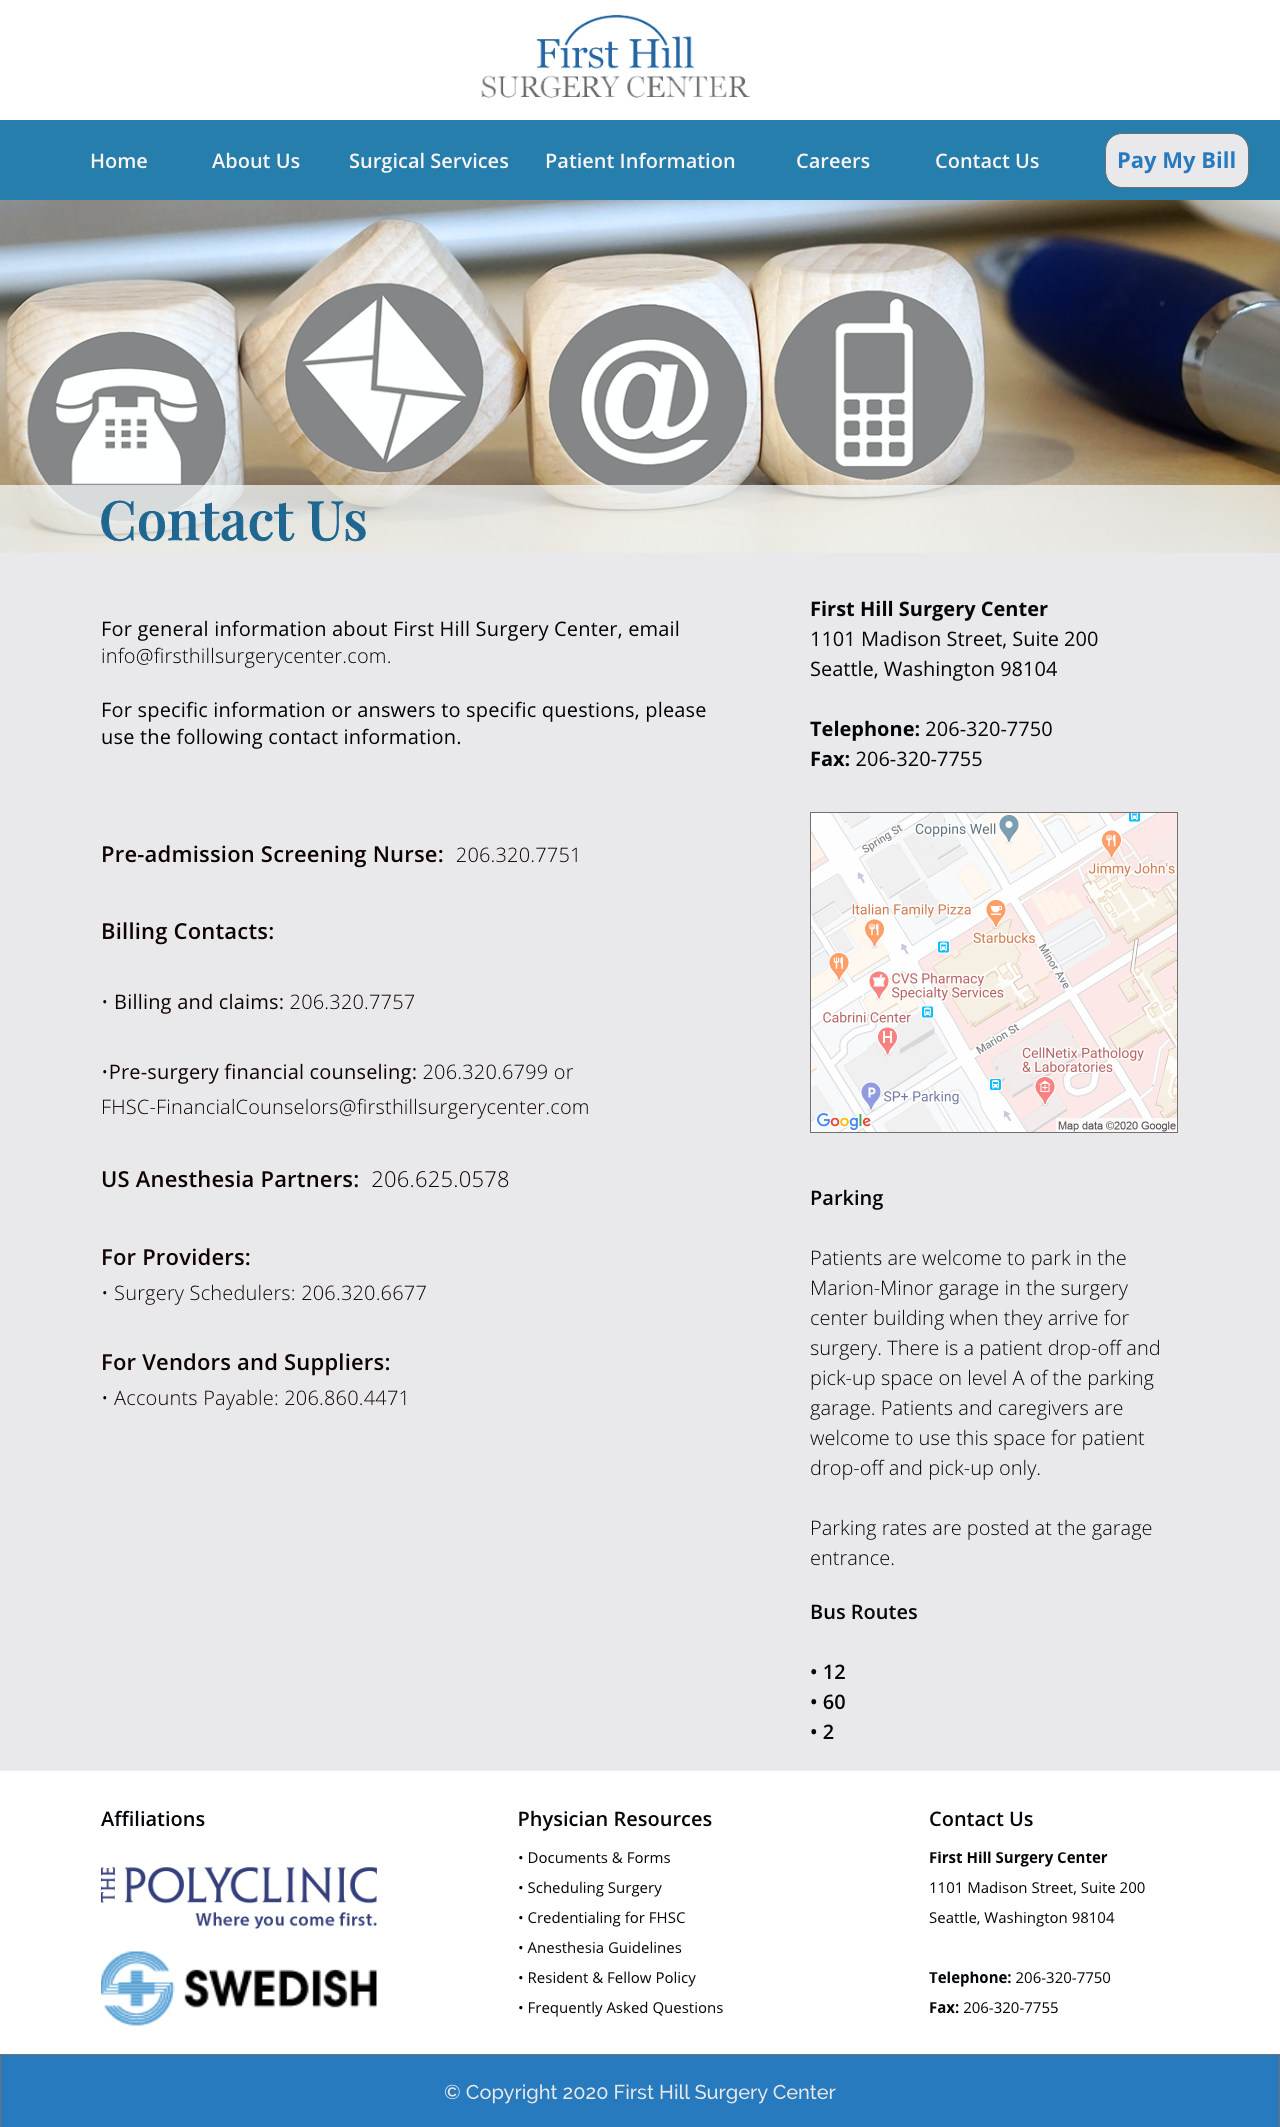 First Hill
SURGERY CENTER
Home About Us Surgical Services Patient Information Careers Contact Us Pay My Bill
@
Contact Us
For general information about First Hill Surgery Center, email
info@firsthillsurgerycenter.com.
For specific information or answers to specific questions, please
use the following contact information.
Pre-admission Screening Nurse: 206.320.7751
Billing Contacts:
• Billing and claims: 206.320.7757
•Pre-surgery financial counseling: 206.320.6799 or
FHSC-FinancialCounselors@firsthillsurgerycenter.com
US Anesthesia Partners: 206.625.0578
For Providers:
• Surgery Schedulers: 206.320.6677
For Vendors and Suppliers:
• Accounts Payable: 206.860.4471
First Hill Surgery Center
1101 Madison Street, Suite 200
Seattle, Washington 98104
Telephone: 206-320-7750
Fax: 206-320-7755
Coppins Well
Spring St
Jimmy John's
Italian Family Pizza
Starbucks
Minor Ave
CVS Pharmacy
Specialty Services
Cabrini Center
H
Marion St
CellNetix Pathology
& Laboratories
P
SP+ Parking
Google
Map data ©2020 Google
Parking
Patients are welcome to park in the
Marion-Minor garage in the surgery
center building when they arrive for
surgery. There is a patient drop-off and
pick-up space on level A of the parking
garage. Patients and caregivers are
welcome to use this space for patient
drop-off and pick-up only.
Parking rates are posted at the garage
entrance.
Bus Routes
• 12
• 60
• 2
Affiliations
THE POLYCLINIC
Where you come first.
SWEDISH
Physician Resources
• Documents & Forms
• Scheduling Surgery
• Credentialing for FHSC
• Anesthesia Guidelines
• Resident & Fellow Policy
• Frequently Asked Questions
Contact Us
First Hill Surgery Center
1101 Madison Street, Suite 200
Seattle, Washington 98104
Telephone: 206-320-7750
Fax: 206-320-7755
© Copyright 2020 First Hill Surgery Center